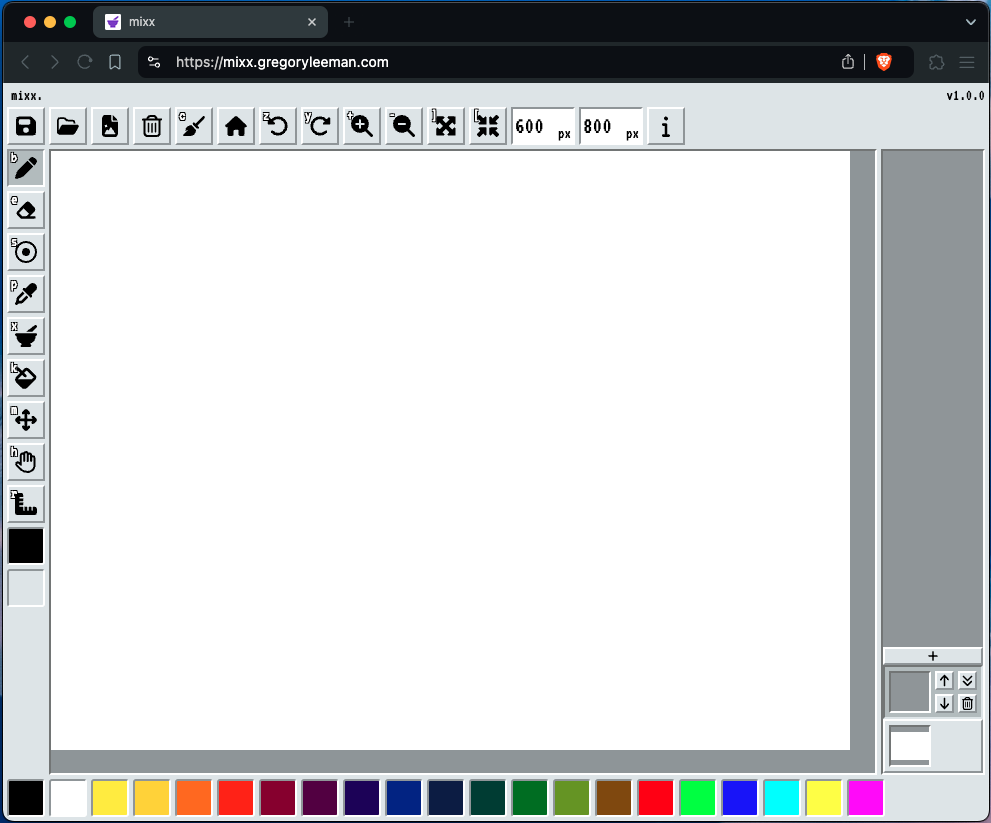 mixx
https://mixx.gregoryleeman.com
mixx.
v1.0.0
c z y + - ] [ 600 px 800 px i
b
e
s
p
x
k
h
+